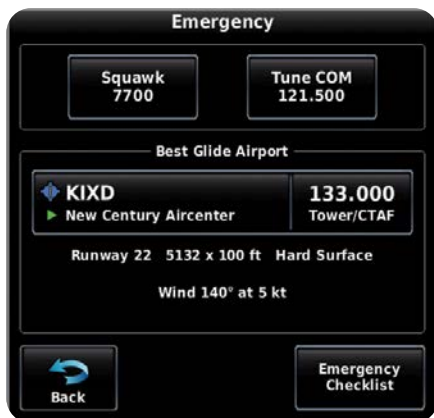 Emergency
Squawk
7700
Tune COM
121.500
Best Glide Airport
KIXD
New Century Aircenter
133.000
Tower/CTAF
Runway 22 5132 x 100 ft Hard Surface
Wind 140° at 5 kt
Back
Emergency
Checklist